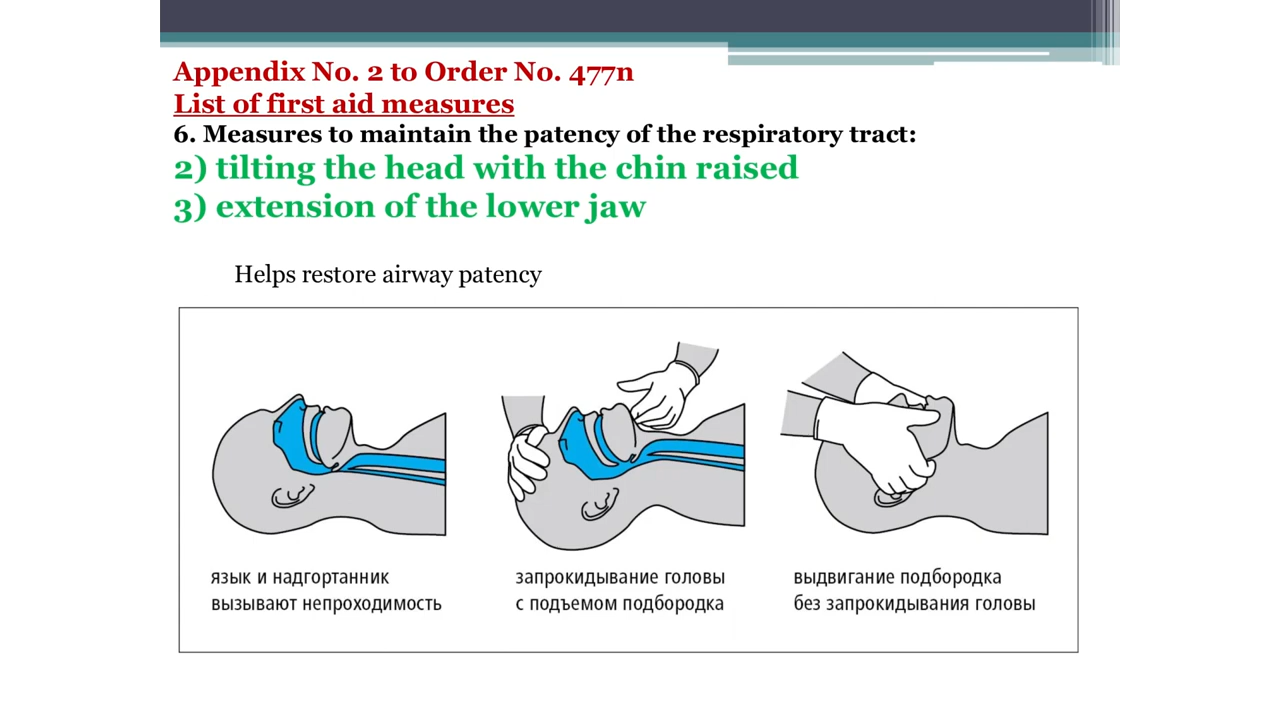 Appendix No. 2 to Order No. 477n
List of first aid measures
6. Measures to maintain the patency of the respiratory tract:
2) tilting the head with the chin raised
3) extension of the lower jaw
Helps restore airway patency
язык и надгортанник
вызывают непроходимость
запрокидывание головы
с подъемом подбородка
выдвигание подбородка
без запрокидывания головы